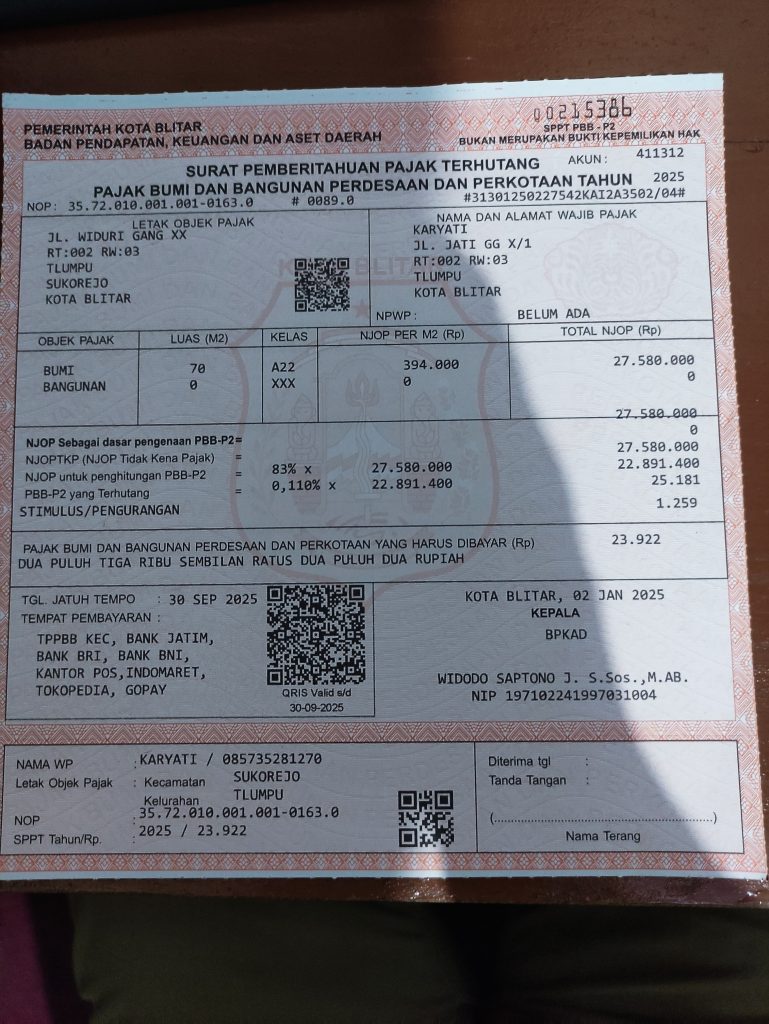 00215386
PEMERINTAH KOTA BLITAR
BADAN PENDAPATAN, KEUANGAN DAN ASET DAERAH
SPPT PBB - P2
BUKAN MERUPAKAN BUKTI KEPEMILIKAN HAK
SURAT PEMBERITAHUAN PAJAK TERHUTANG
AKUN : 411312
PAJAK BUMI DAN BANGUNAN PERDESAAN DAN PERKOTAAN TAHUN 2025
NOP: 35.72.010.001.001-0163.0 # 0089.0 #31301250227542KAI2A3502/04#
LETAK OBJEK PAJAK
JL. WIDURI GANG XX
RT:002 RW:03
TLUMPU
SUKOREJO
KOTA BLITAR
NAMA DAN ALAMAT WAJIB PAJAK
KARYATI
JL. JATI GG X/1
RT:002 RW:03
TLUMPU
KOTA BLITAR
NPWP : BELUM ADA
OBJEK PAJAK LUAS (M2) KELAS NJOP PER M2 (Rp) TOTAL NJOP (Rp)
BUMI 70 A22 394.000 27.580.000
BANGUNAN 0 XXX 0 0
NJOP Sebagai dasar pengenaan PBB-P2= 27.580.000
NJOPTKP (NJOP Tidak Kena Pajak) = 0
27.580.000
NJOP untuk penghitungan PBB-P2 = 83% x 27.580.000 22.891.400
PBB-P2 yang Terhutang = 0,110% x 22.891.400 25.181
STIMULUS/PENGURANGAN 1.259
PAJAK BUMI DAN BANGUNAN PERDESAAN DAN PERKOTAAN YANG HARUS DIBAYAR (Rp) 23.922
DUA PULUH TIGA RIBU SEMBILAN RATUS DUA PULUH DUA RUPIAH
TGL. JATUH TEMPO : 30 SEP 2025
TEMPAT PEMBAYARAN :
TPPBB KEC, BANK JATIM,
BANK BRI, BANK BNI,
KANTOR POS,INDOMARET,
TOKOPEDIA, GOPAY
QRIS Valid s/d
30-09-2025
KOTA BLITAR, 02 JAN 2025
KEPALA
BPKAD
WIDODO SAPTONO J. S.Sos.,M.AB.
NIP 197102241997031004
NAMA WP : KARYATI / 085735281270
Letak Objek Pajak : Kecamatan SUKOREJO
Kelurahan TLUMPU
NOP : 35.72.010.001.001-0163.0
SPPT Tahun/Rp. : 2025 / 23.922
Diterima tgl :
Tanda Tangan :
(.......................................................)
Nama Terang